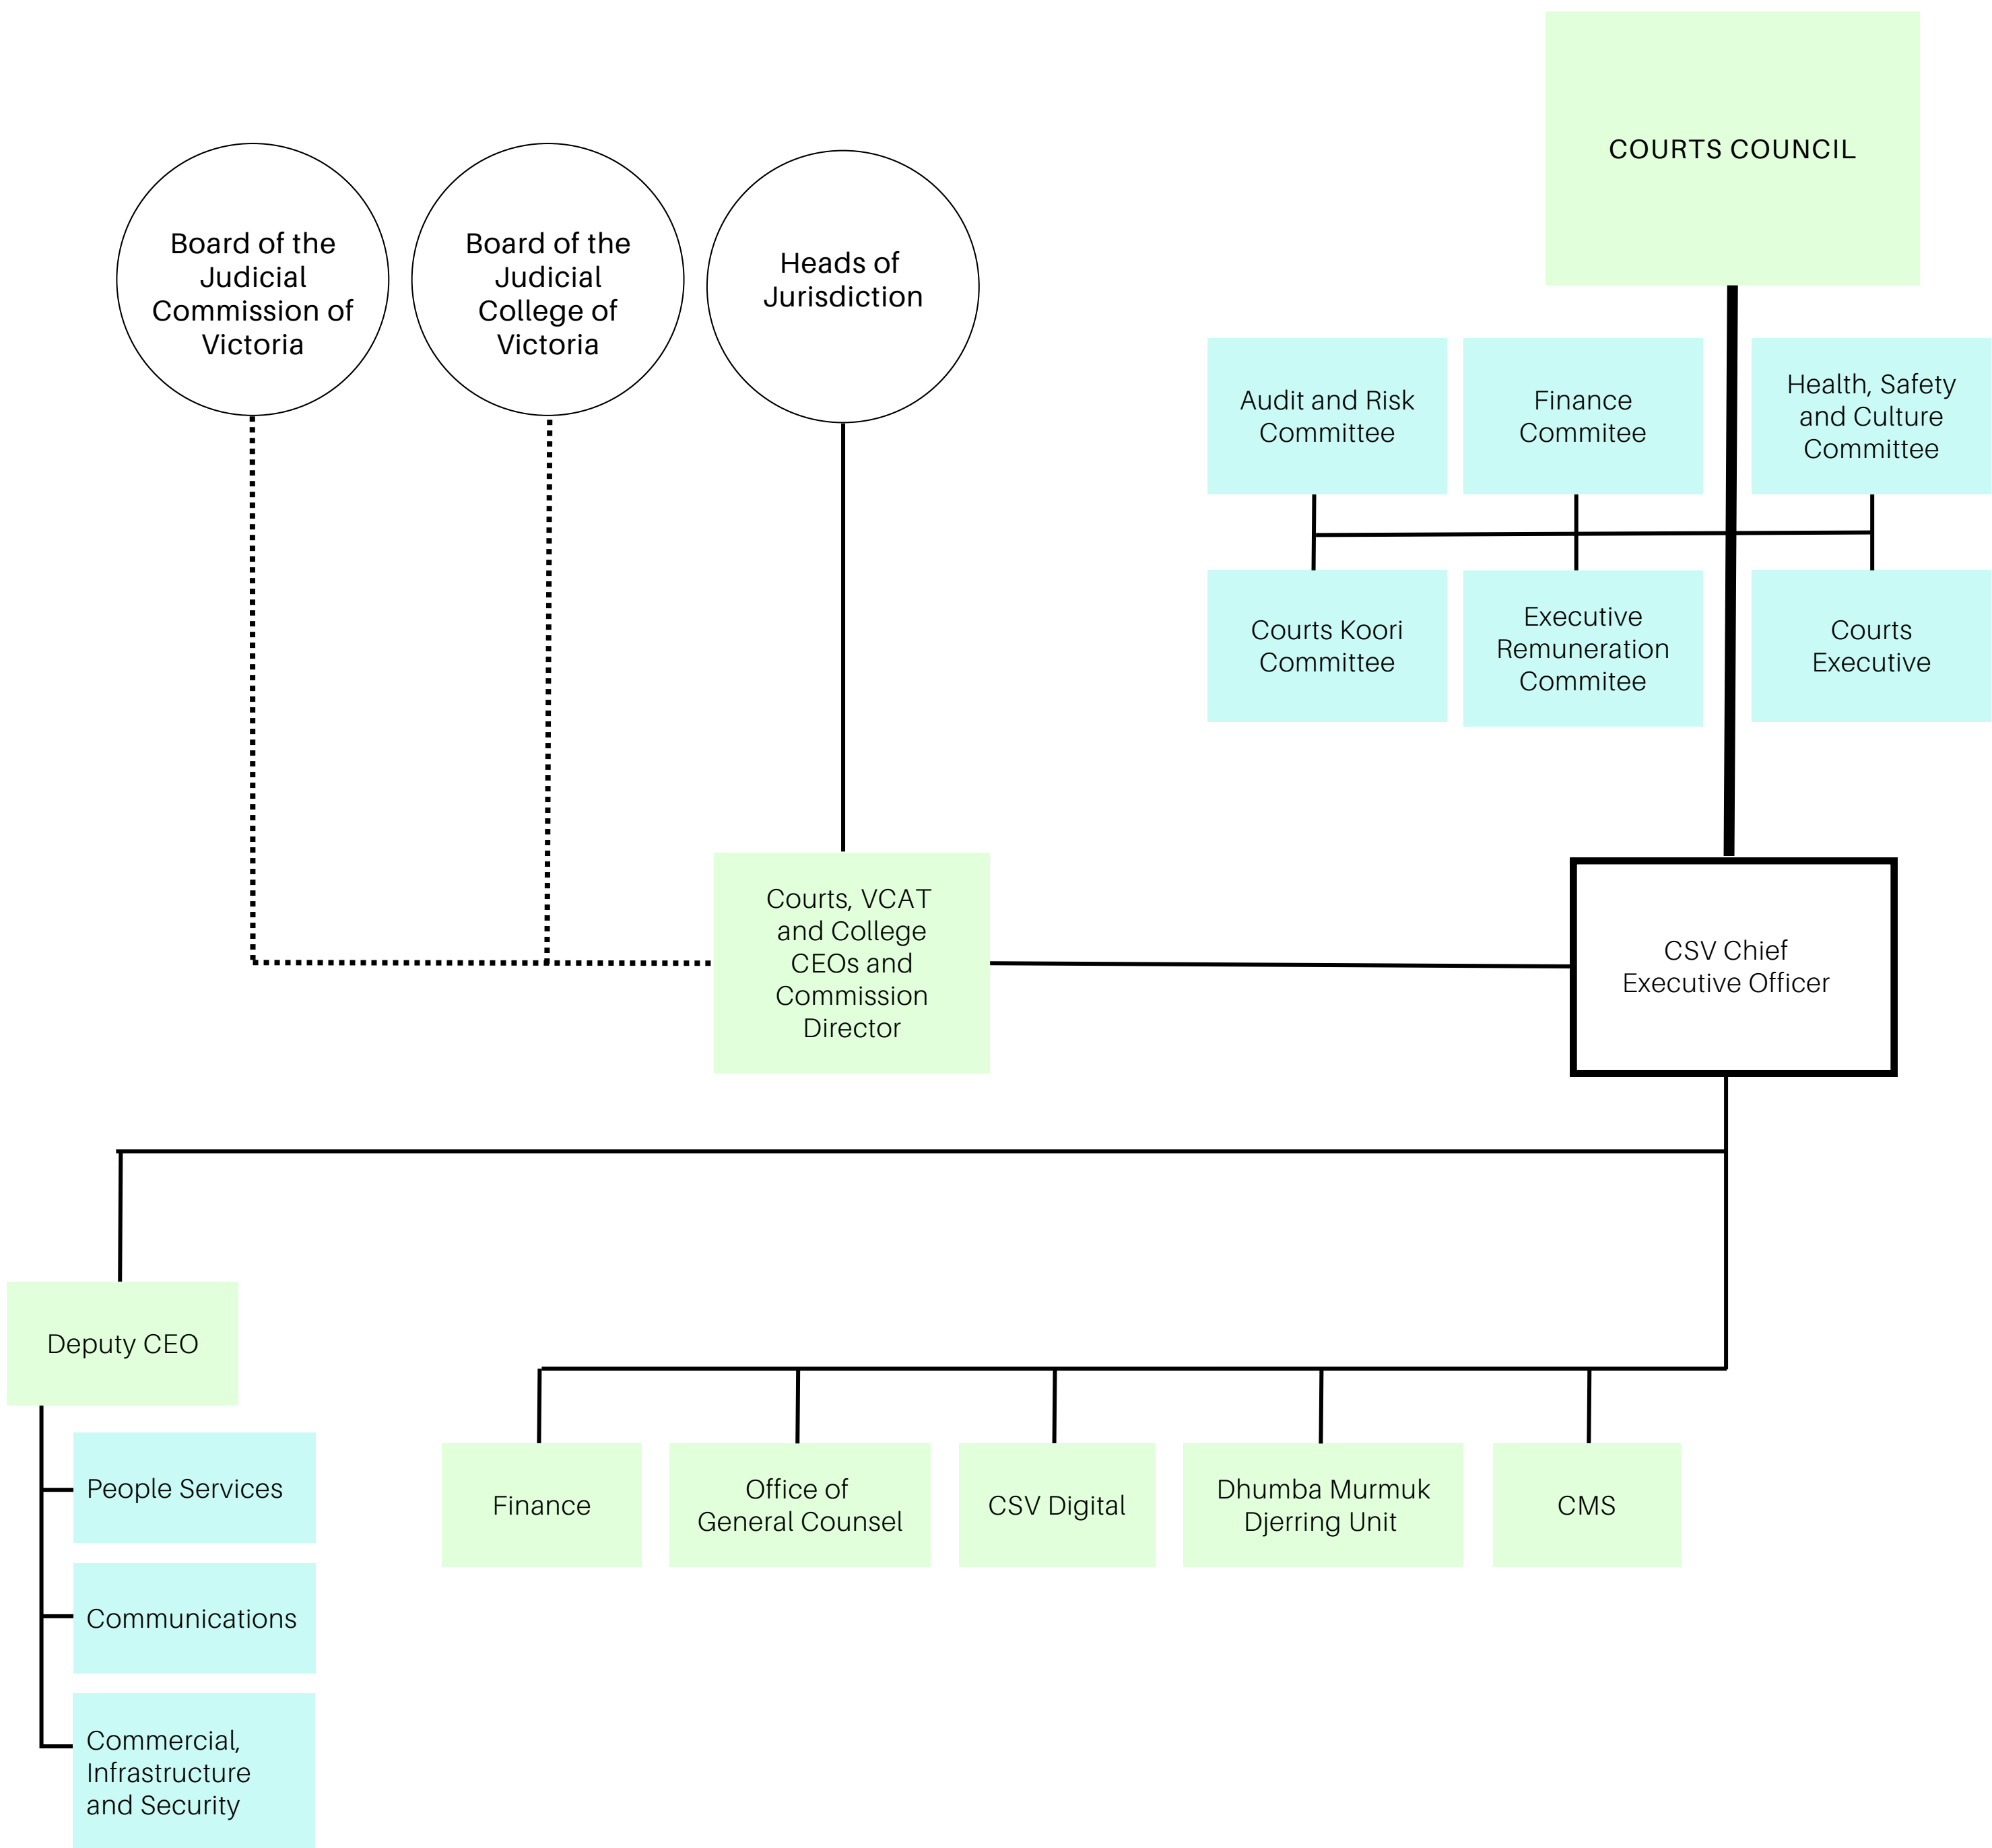 COURTS COUNCIL
Board of the
Judicial
Commission of
Victoria
Board of the
Judicial
College of
Victoria
Heads of
Jurisdiction
Audit and Risk
Committee
Finance
Commitee
Health, Safety
and Culture
Committee
Courts Koori
Committee
Executive
Remuneration
Commitee
Courts
Executive
Courts, VCAT
and College
CEOs and
Commission
Director
CSV Chief
Executive Officer
Deputy CEO
People Services
Communications
Commercial,
Infrastructure
and Security
Finance
Office of
General Counsel
CSV Digital
Dhumba Murmuk
Djerring Unit
CMS